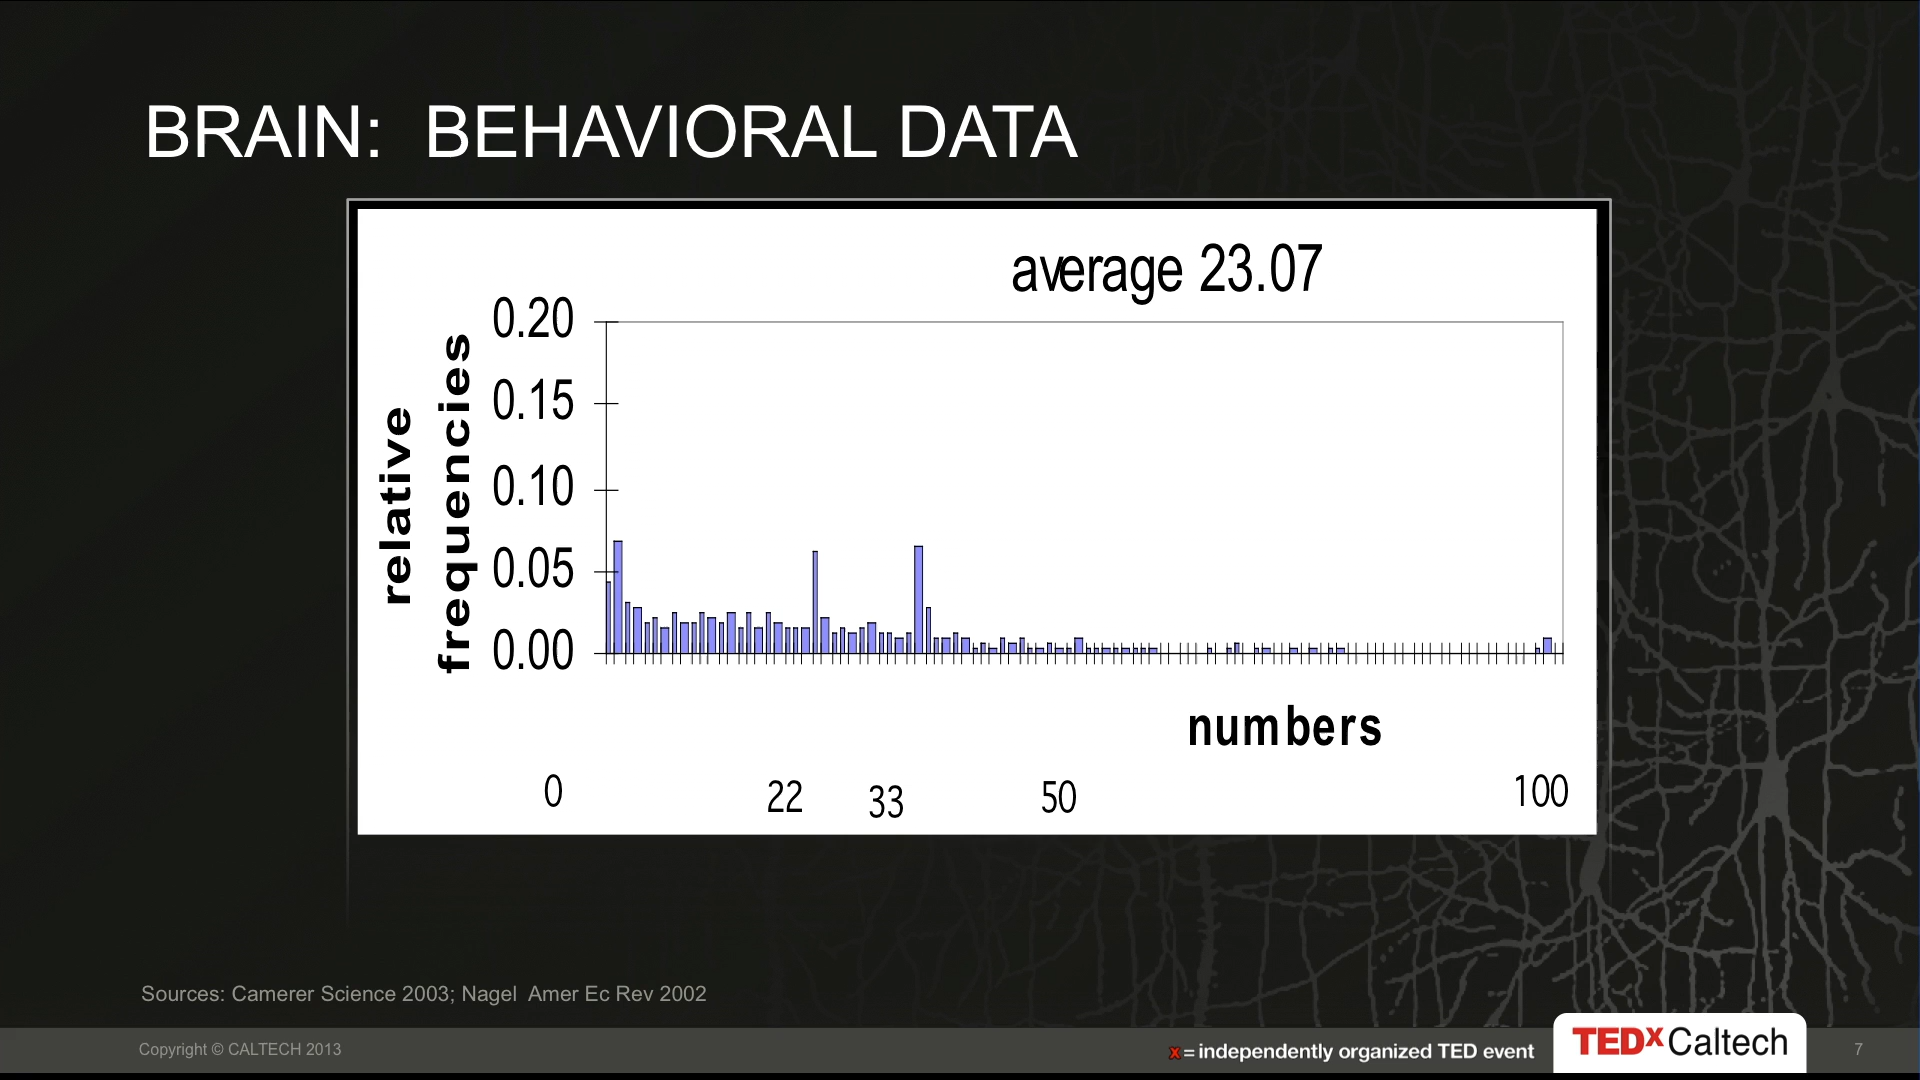 BRAIN: BEHAVIORAL DATA
average 23.07
relative
frequencies
0.20
0.15
0.10
0.05
0.00
numbers
0 22 33 50 100
Sources: Camerer Science 2003; Nagel Amer Ec Rev 2002
Copyright © CALTECH 2013
x = independently organized TED event
TEDxCaltech
7